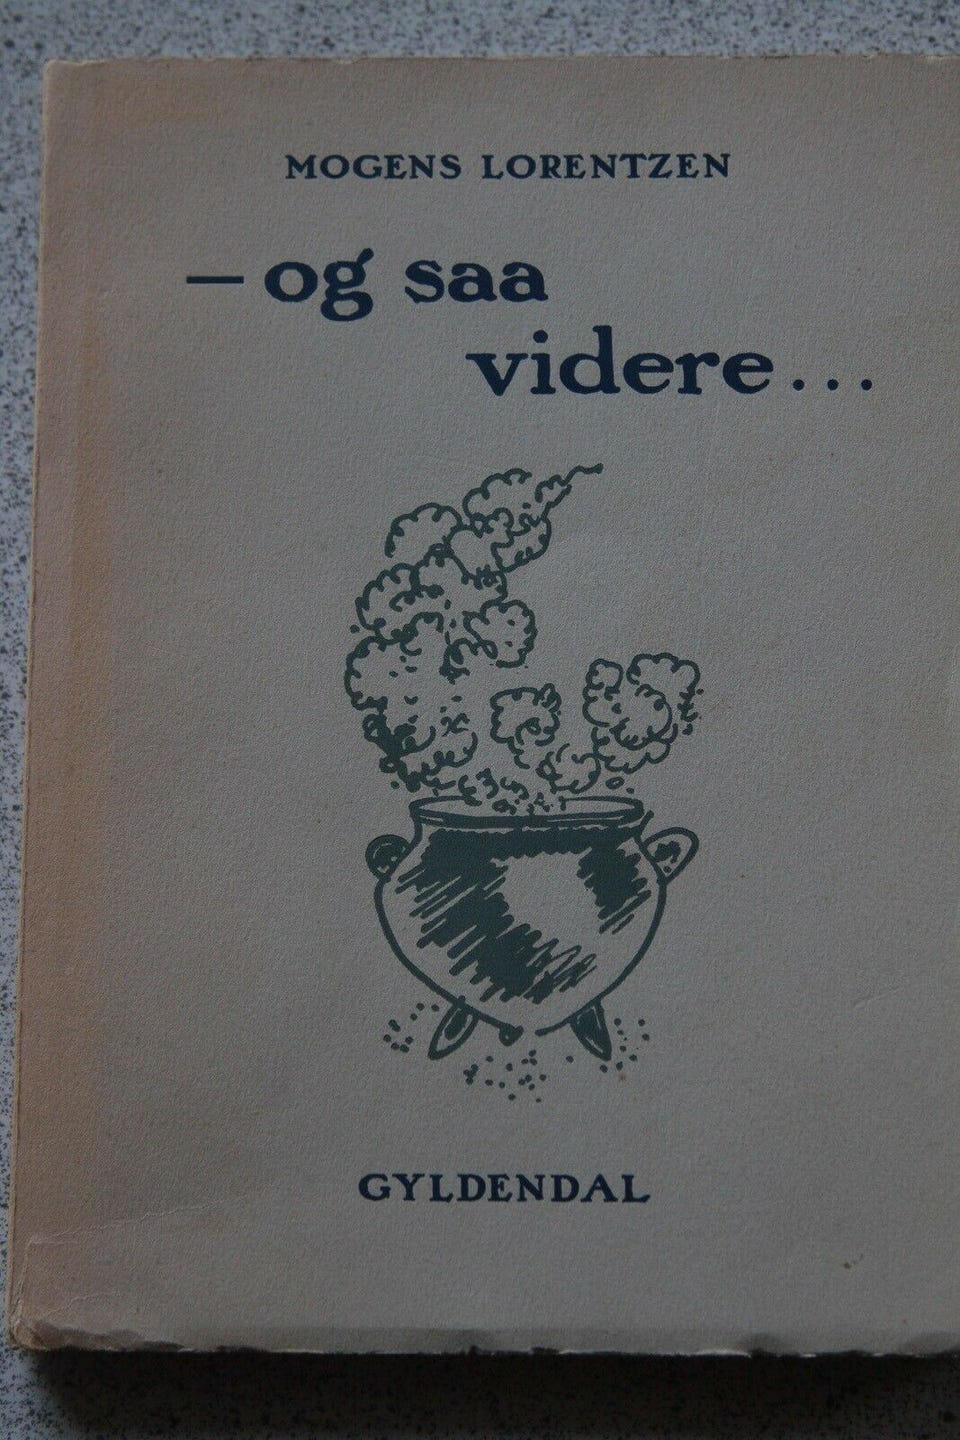 MOGENS LORENTZEN
– og saa
videre...
GYLDENDAL